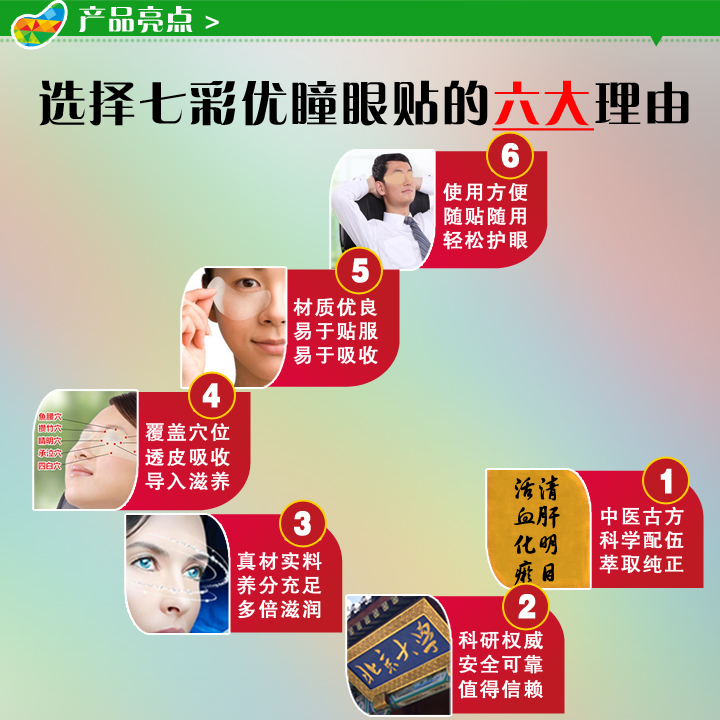 产品亮点 >
选择七彩优瞳眼贴的六大理由
6
使用方便
随贴随用
轻松护眼
5
材质优良
易于贴服
易于吸收
4
覆盖穴位
透皮吸收
导入滋养
鱼腰穴
攒竹穴
睛明穴
承泣穴
四白穴
3
真材实料
养分充足
多倍滋润
1
中医古方
科学配伍
萃取纯正
清肝明目
活血化瘀
2
科研权威
安全可靠
值得信赖
北京大学